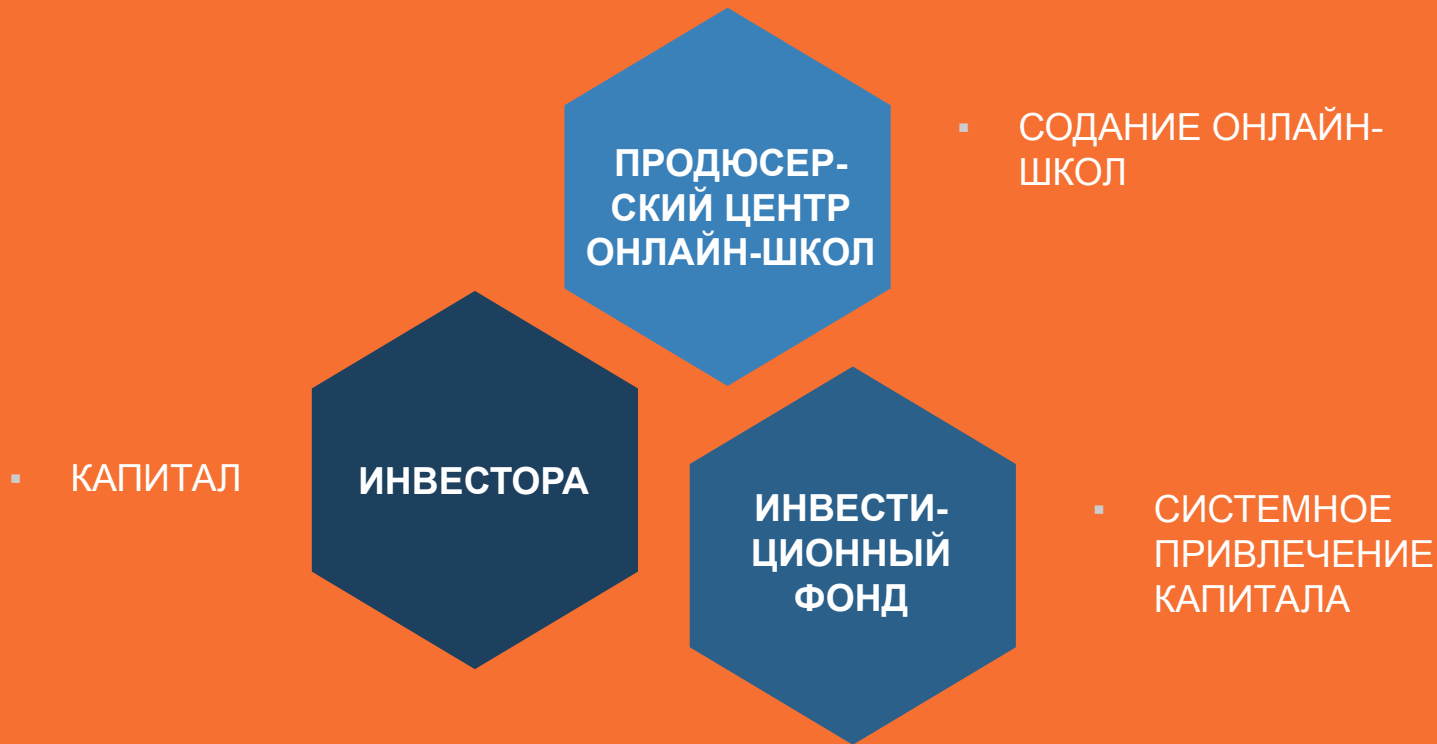 ПРОДЮСЕР-
СКИЙ ЦЕНТР
ОНЛАЙН-ШКОЛ
▪ СОДАНИЕ ОНЛАЙН-
ШКОЛ
▪ КАПИТАЛ
ИНВЕСТОРА
ИНВЕСТИ-
ЦИОННЫЙ
ФОНД
▪ СИСТЕМНОЕ
ПРИВЛЕЧЕНИЕ
КАПИТАЛА